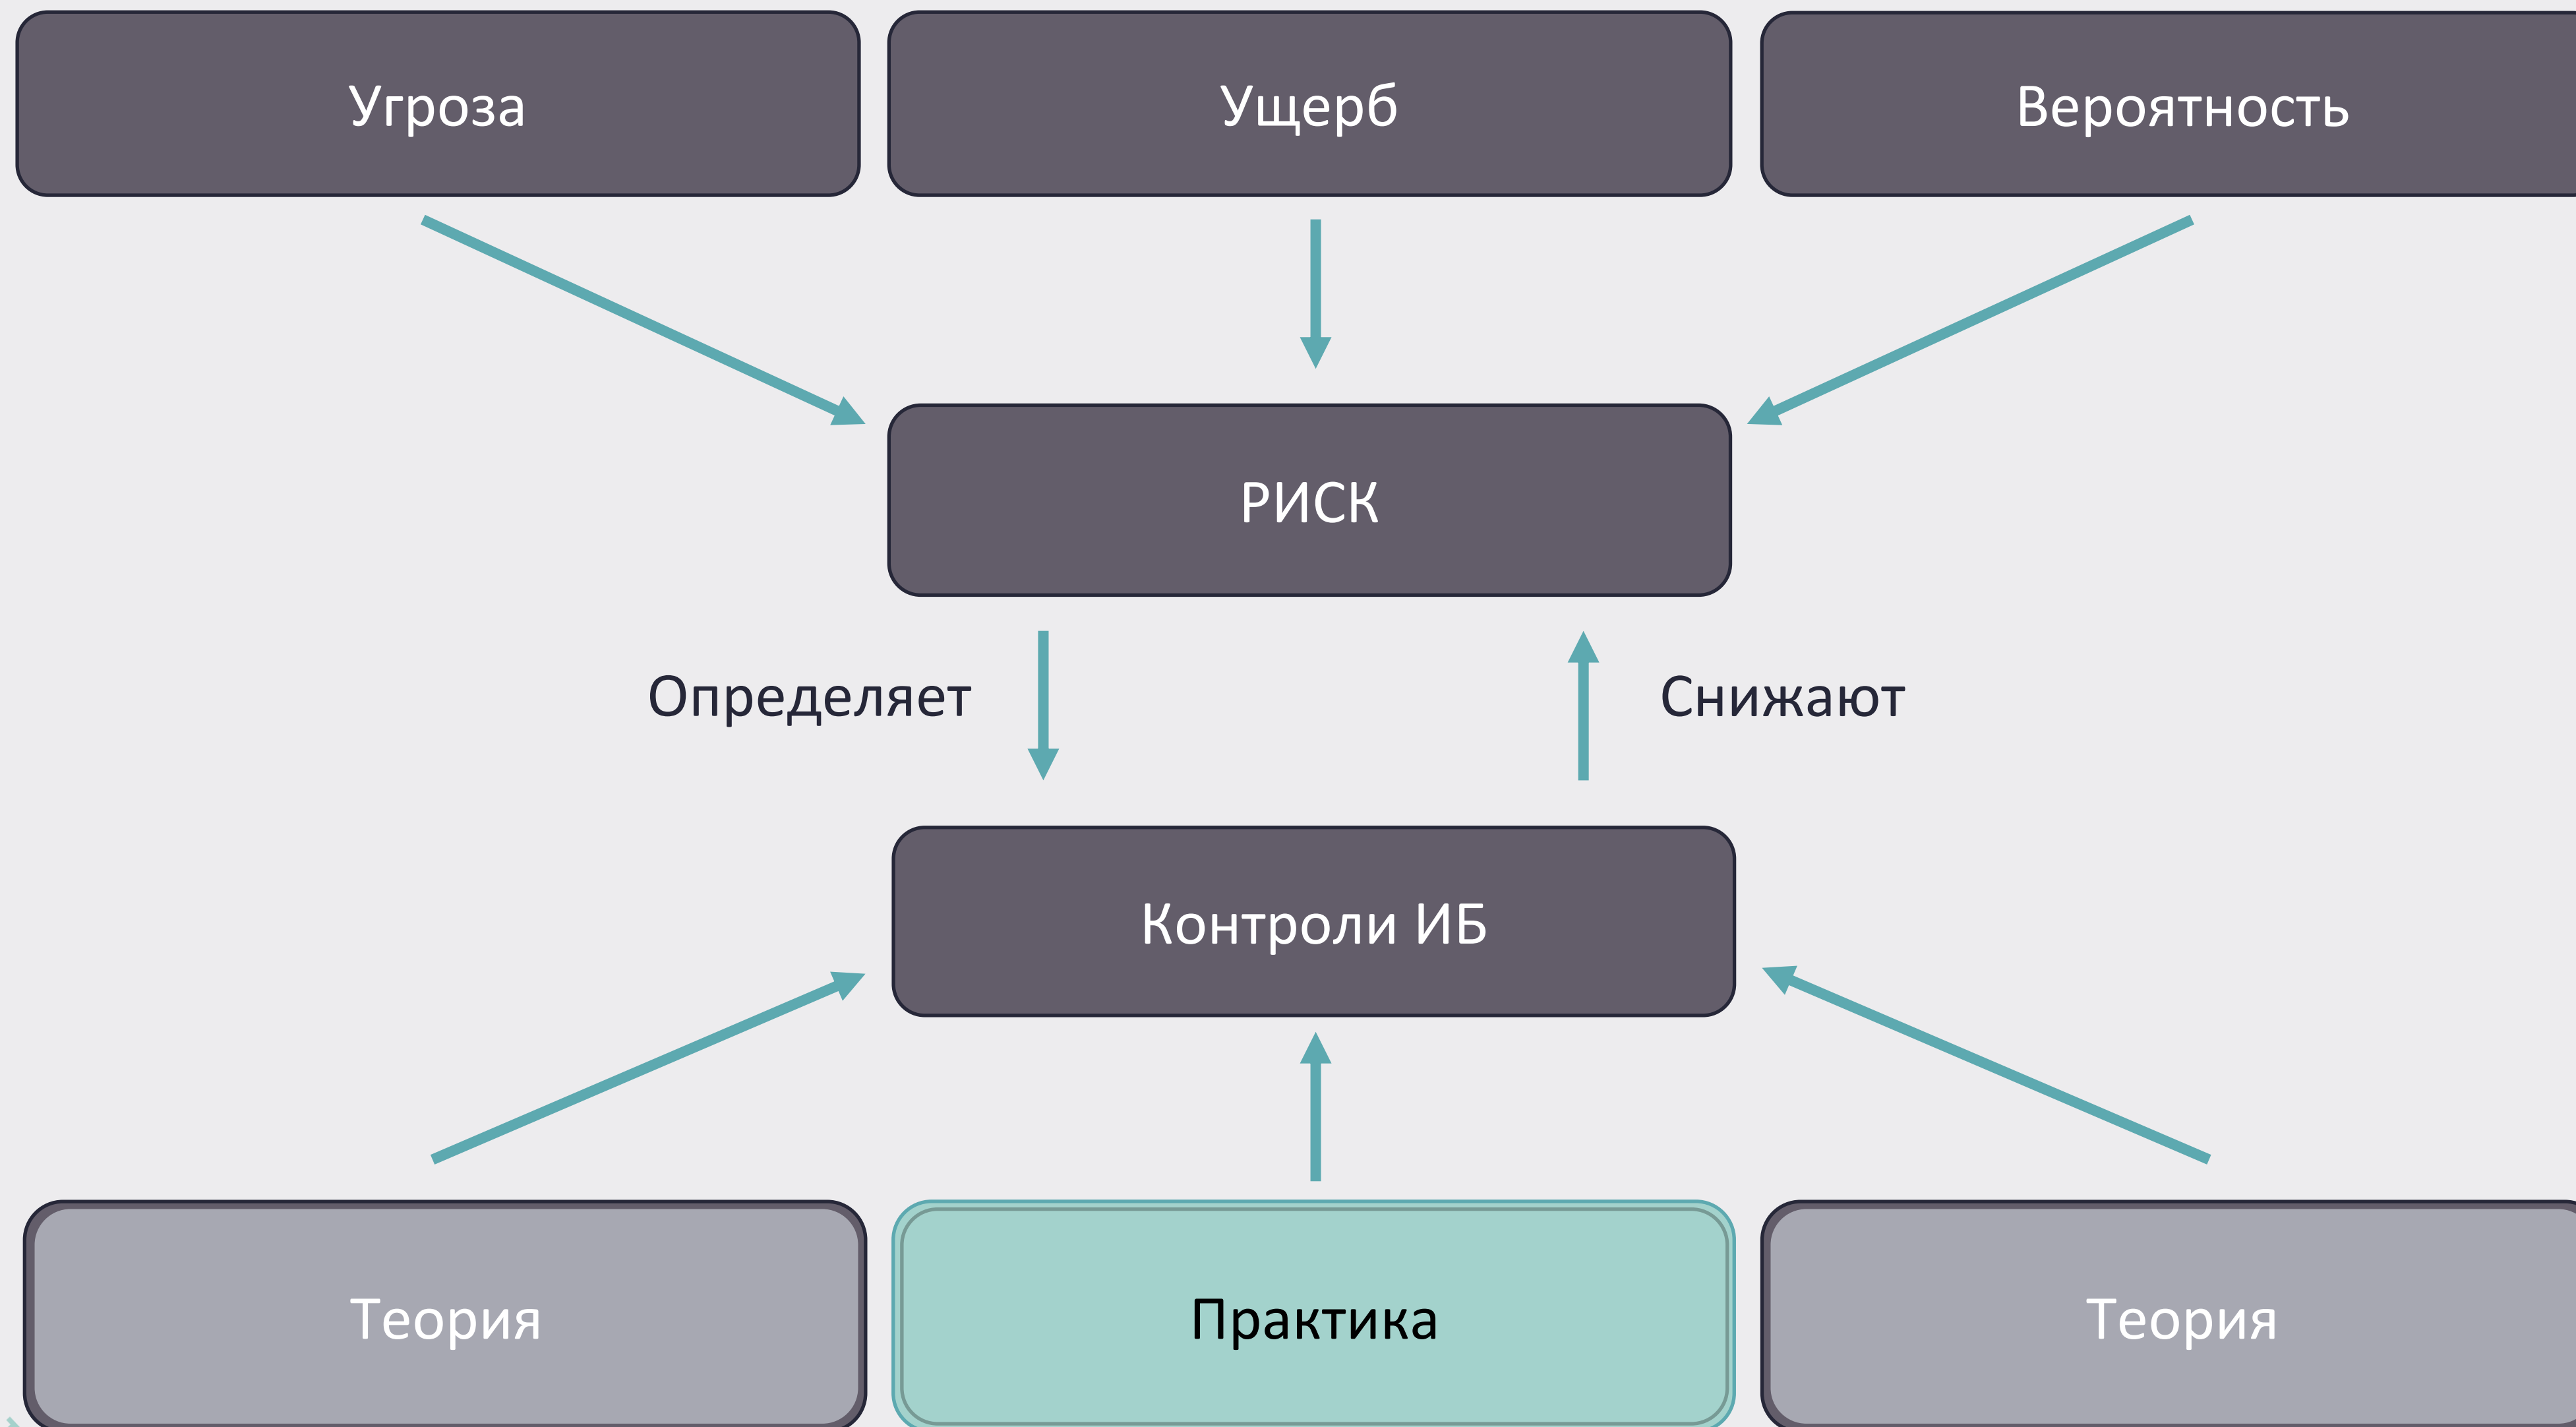 Угроза
Ущерб
Вероятность
РИСК
Определяет
Снижают
Контроли ИБ
Теория
Практика
Теория